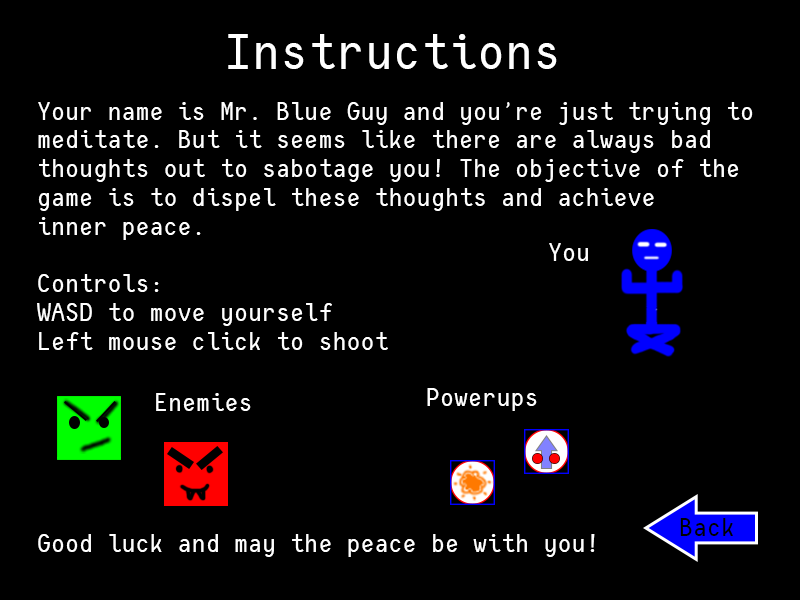 Instructions
Your name is Mr. Blue Guy and you're just trying to
meditate. But it seems like there are always bad
thoughts out to sabotage you! The objective of the
game is to dispel these thoughts and achieve
inner peace.
You
Controls:
WASD to move yourself
Left mouse click to shoot
Enemies
Powerups
Back
Good luck and may the peace be with you!